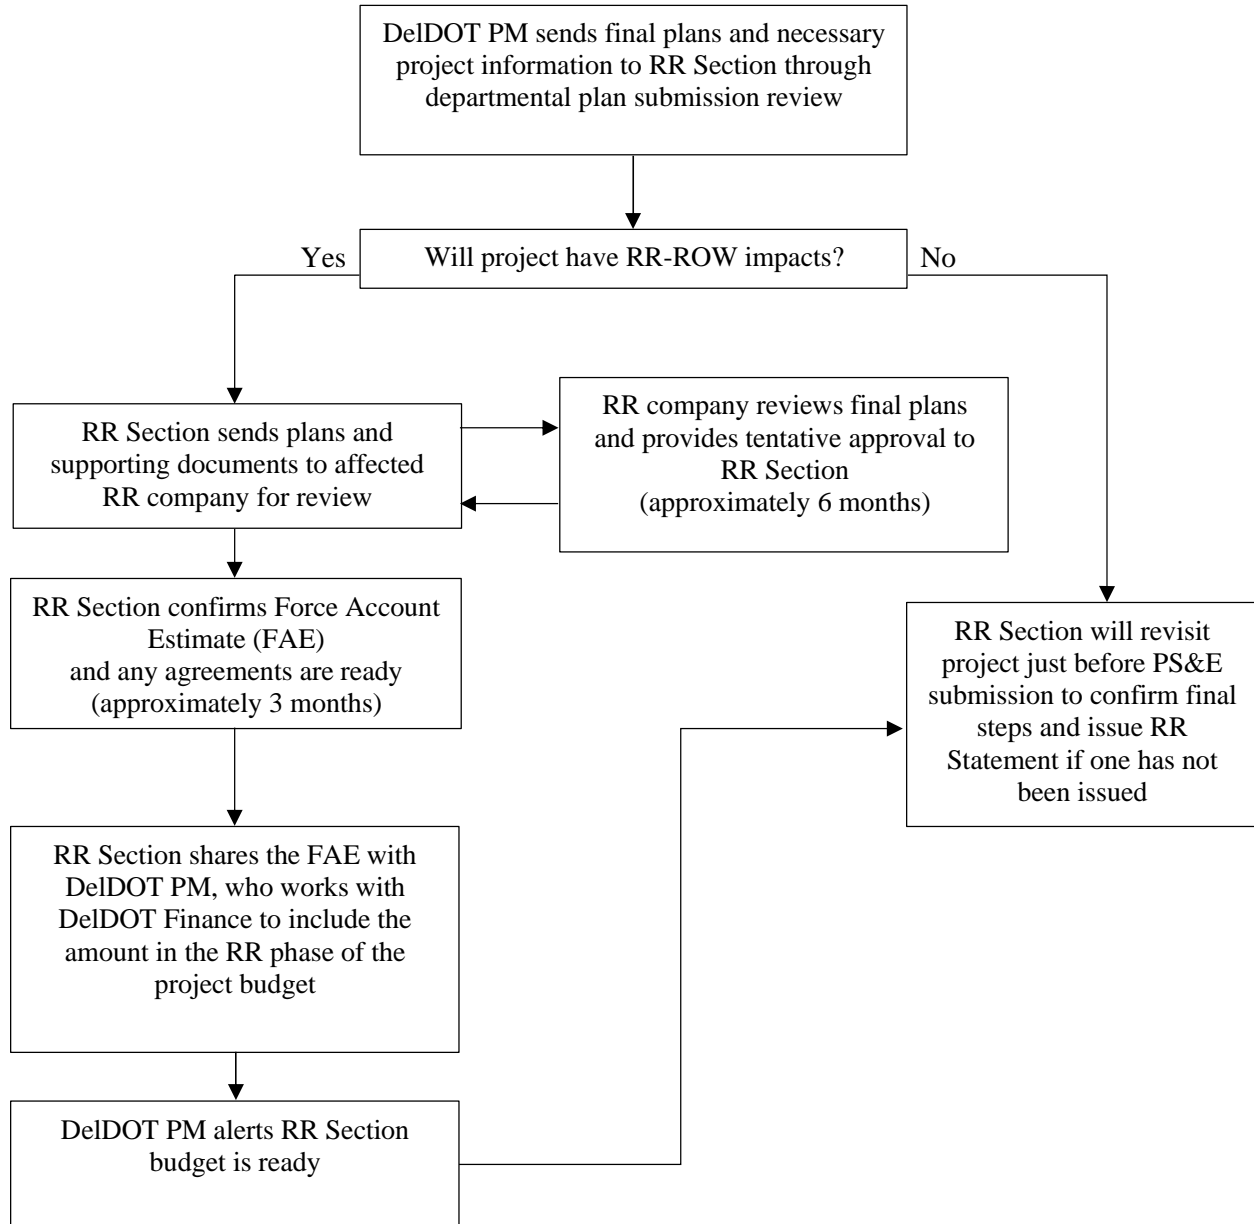 DelDOT PM sends final plans and necessary
project information to RR Section through
departmental plan submission review
Yes
Will project have RR-ROW impacts?
No
RR Section sends plans and
supporting documents to affected
RR company for review
RR company reviews final plans
and provides tentative approval to
RR Section
(approximately 6 months)
RR Section confirms Force Account
Estimate (FAE)
and any agreements are ready
(approximately 3 months)
RR Section will revisit
project just before PS&E
submission to confirm final
steps and issue RR
Statement if one has not
been issued
RR Section shares the FAE with
DelDOT PM, who works with
DelDOT Finance to include the
amount in the RR phase of the
project budget
DelDOT PM alerts RR Section
budget is ready